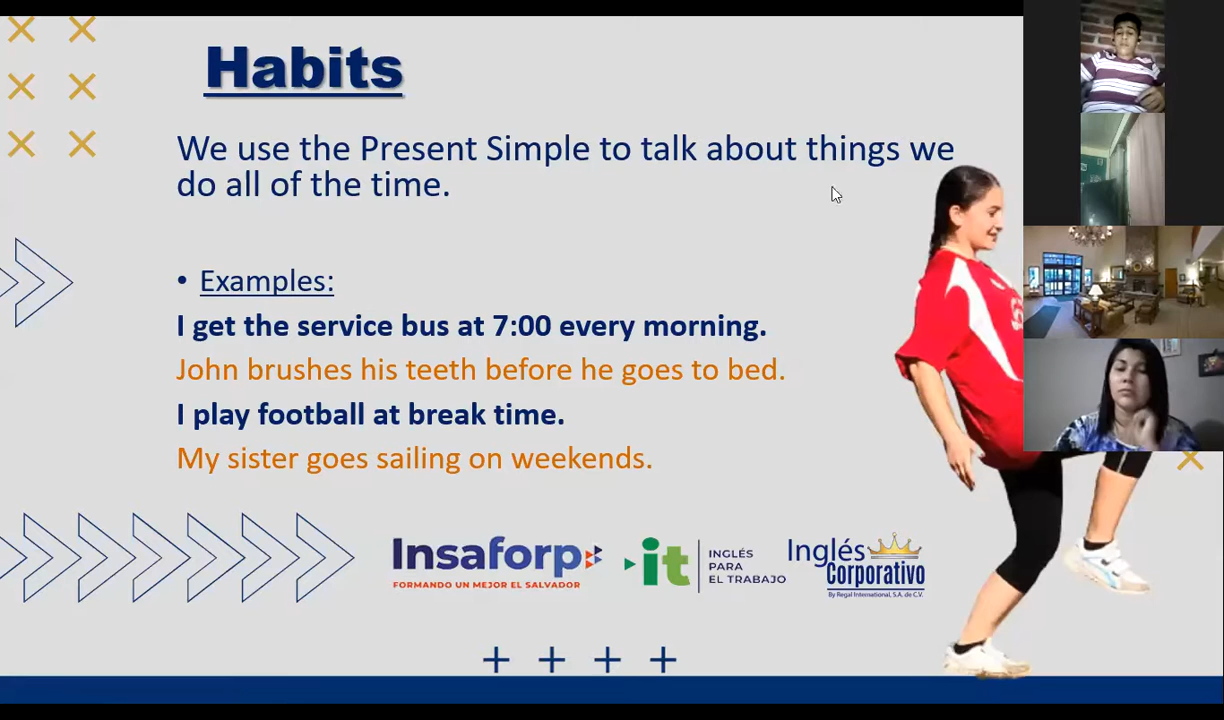 Habits
We use the Present Simple to talk about things we
do all of the time.
• Examples:
I get the service bus at 7:00 every morning.
John brushes his teeth before he goes to bed.
I play football at break time.
My sister goes sailing on weekends.
Insaforp
FORMANDO UN MEJOR EL SALVADOR
it
INGLÉS
PARA
EL TRABAJO
Inglés
Corporativo
By Regal International, S.A. de C.V.